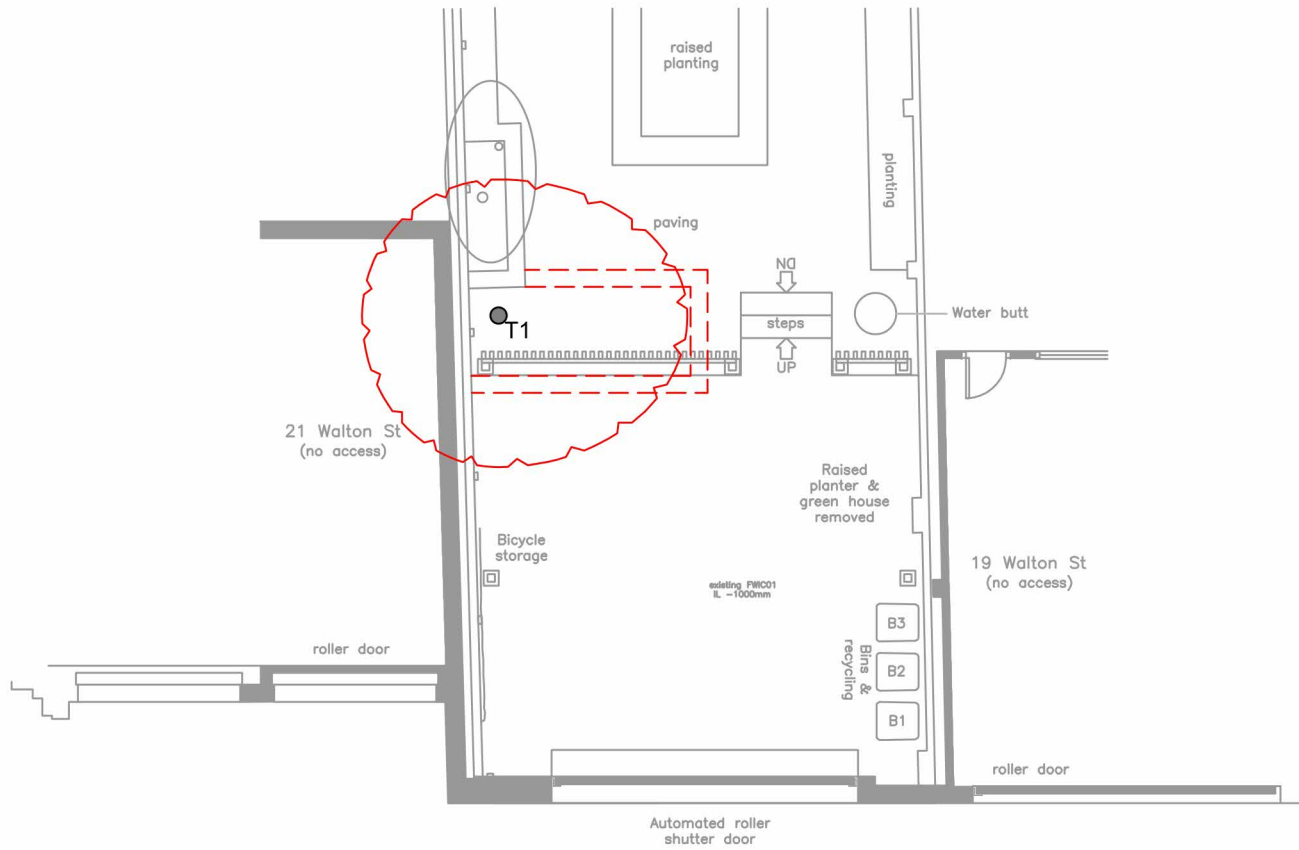 raised
planting
planting
paving
DN
steps
UP
Water butt
T1
21 Walton St
(no access)
Raised
planter &
green house
removed
Bicycle
storage
existing FWIC01
IL -1000mm
19 Walton St
(no access)
B3
B2
B1
Bins &
recycling
roller door
roller door
Automated roller
shutter door